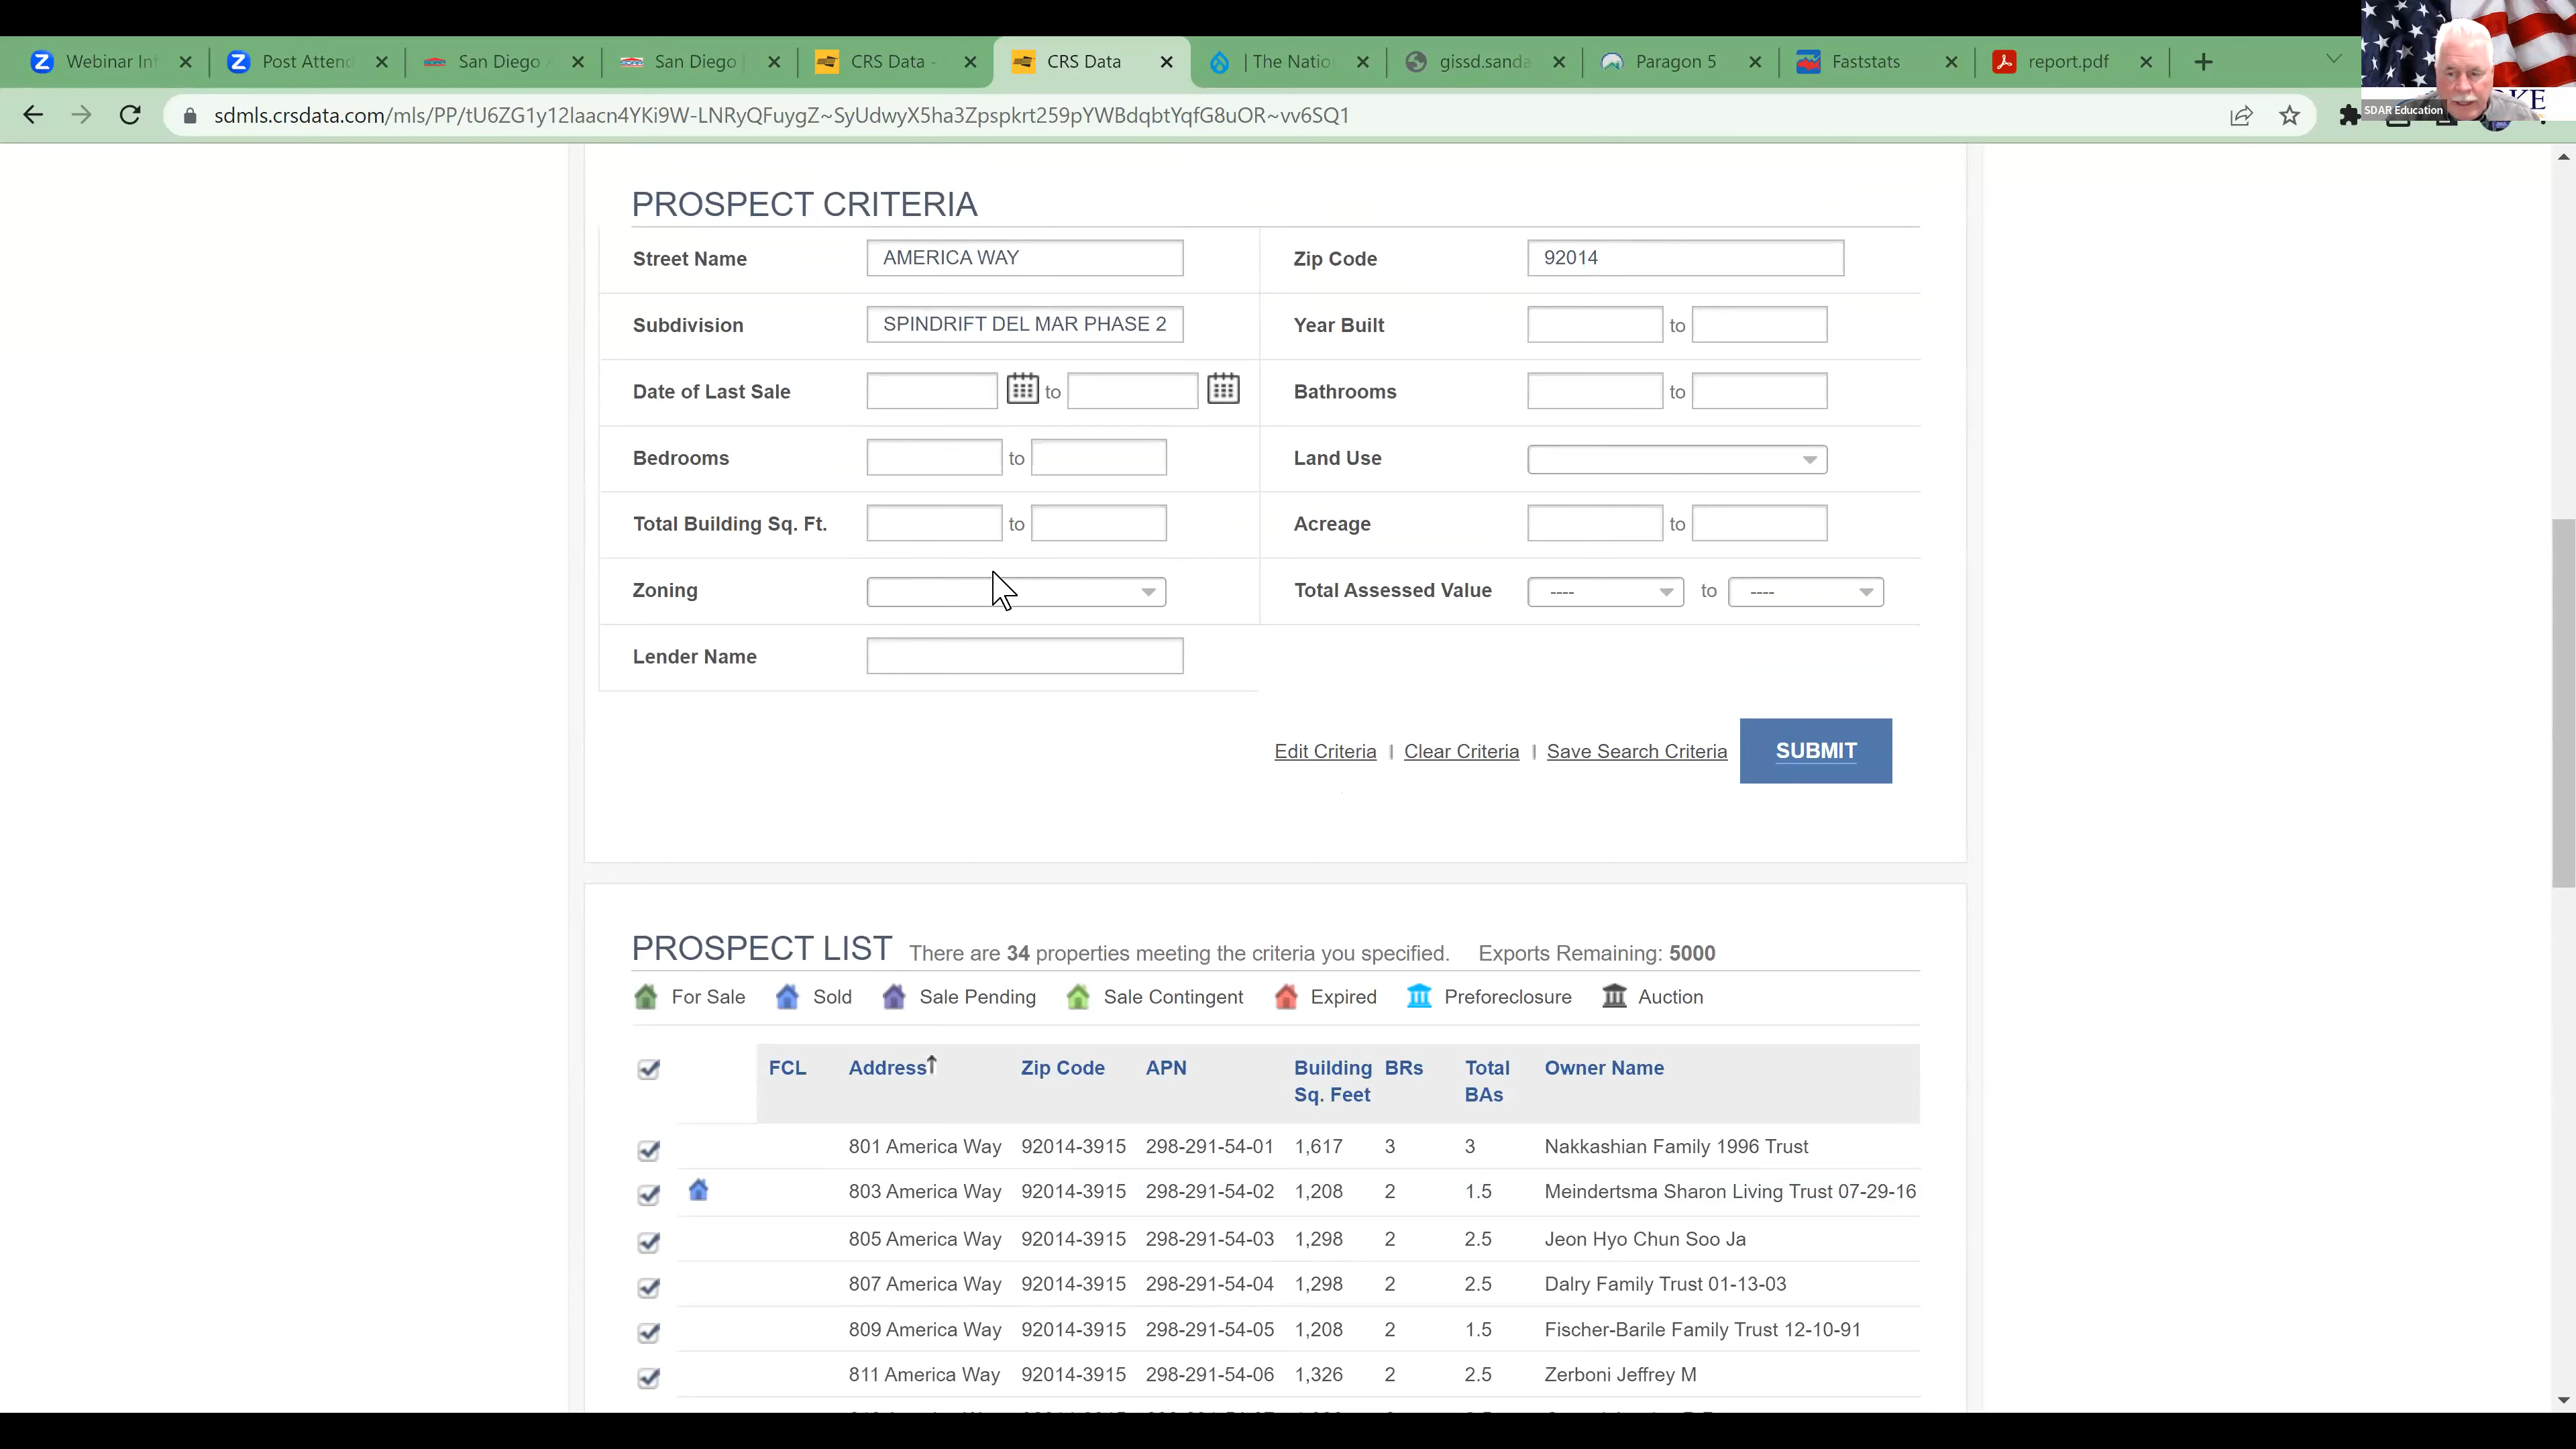 Webinar Inf
Post Attend
San Diego A
San Diego |
CRS Data -
CRS Data
| The Natio
gissd.sanda
Paragon 5
Faststats
report.pdf
sdmls.crsdata.com/mls/PP/tU6ZG1y12laacn4YKi9W-LNRyQFuygZ~SyUdwyX5ha3Zpspkrt259pYWBdqbtYqfG8uOR~vv6SQ1
SDAR Education
PROSPECT CRITERIA
Street Name AMERICA WAY Zip Code 92014
Subdivision SPINDRIFT DEL MAR PHASE 2 Year Built to
Date of Last Sale to Bathrooms to
Bedrooms to Land Use
Total Building Sq. Ft. to Acreage to
Zoning Total Assessed Value ---- to ----
Lender Name
Edit Criteria | Clear Criteria | Save Search Criteria SUBMIT
PROSPECT LIST There are 34 properties meeting the criteria you specified. Exports Remaining: 5000
For Sale Sold Sale Pending Sale Contingent Expired Preforeclosure Auction
FCL Address Zip Code APN Building Sq. Feet BRs Total BAs Owner Name
801 America Way 92014-3915 298-291-54-01 1,617 3 3 Nakkashian Family 1996 Trust
803 America Way 92014-3915 298-291-54-02 1,208 2 1.5 Meindertsma Sharon Living Trust 07-29-16
805 America Way 92014-3915 298-291-54-03 1,298 2 2.5 Jeon Hyo Chun Soo Ja
807 America Way 92014-3915 298-291-54-04 1,298 2 2.5 Dalry Family Trust 01-13-03
809 America Way 92014-3915 298-291-54-05 1,208 2 1.5 Fischer-Barile Family Trust 12-10-91
811 America Way 92014-3915 298-291-54-06 1,326 2 2.5 Zerboni Jeffrey M